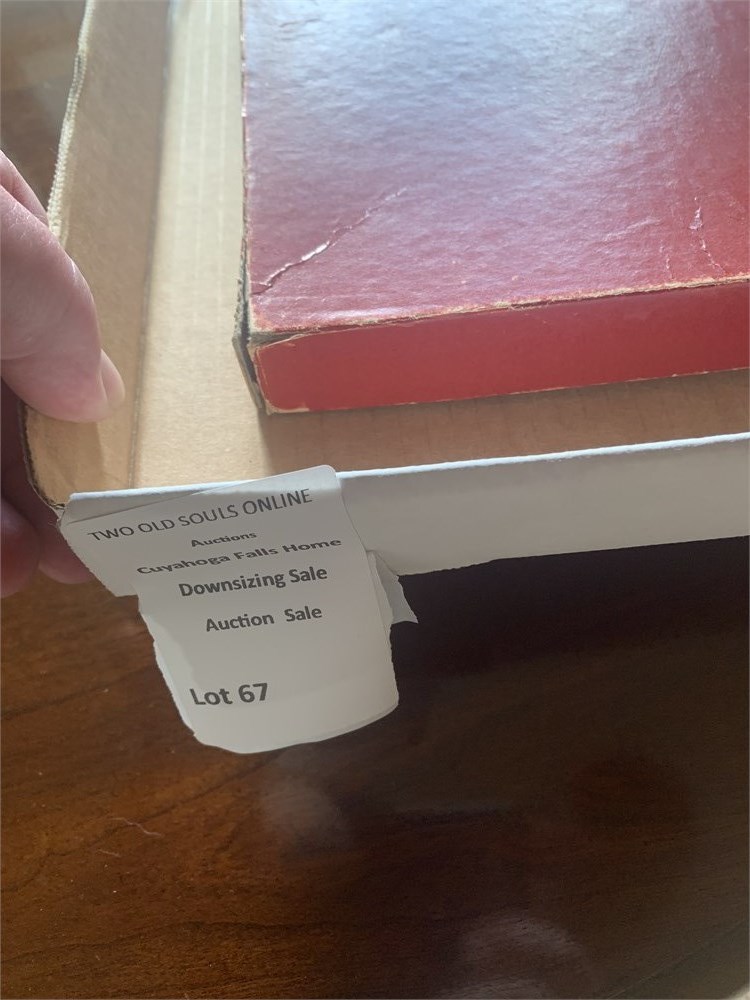 TWO OLD SOULS ONLINE
Auctions
Cuyahoga Falls Home
Downsizing Sale
Auction Sale
Lot 67